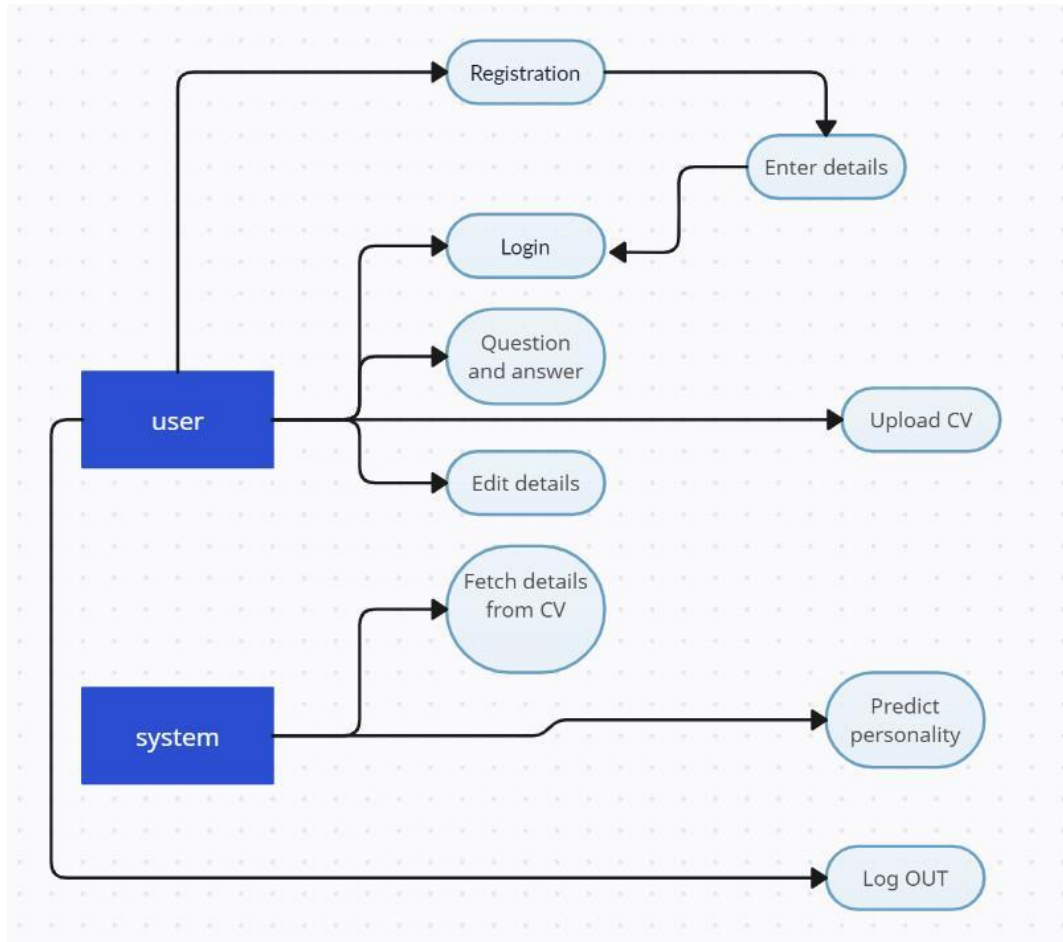 Registration
Enter details
Login
Question
and answer
user
Upload CV
Edit details
Fetch details
from CV
system
Predict
personality
Log OUT